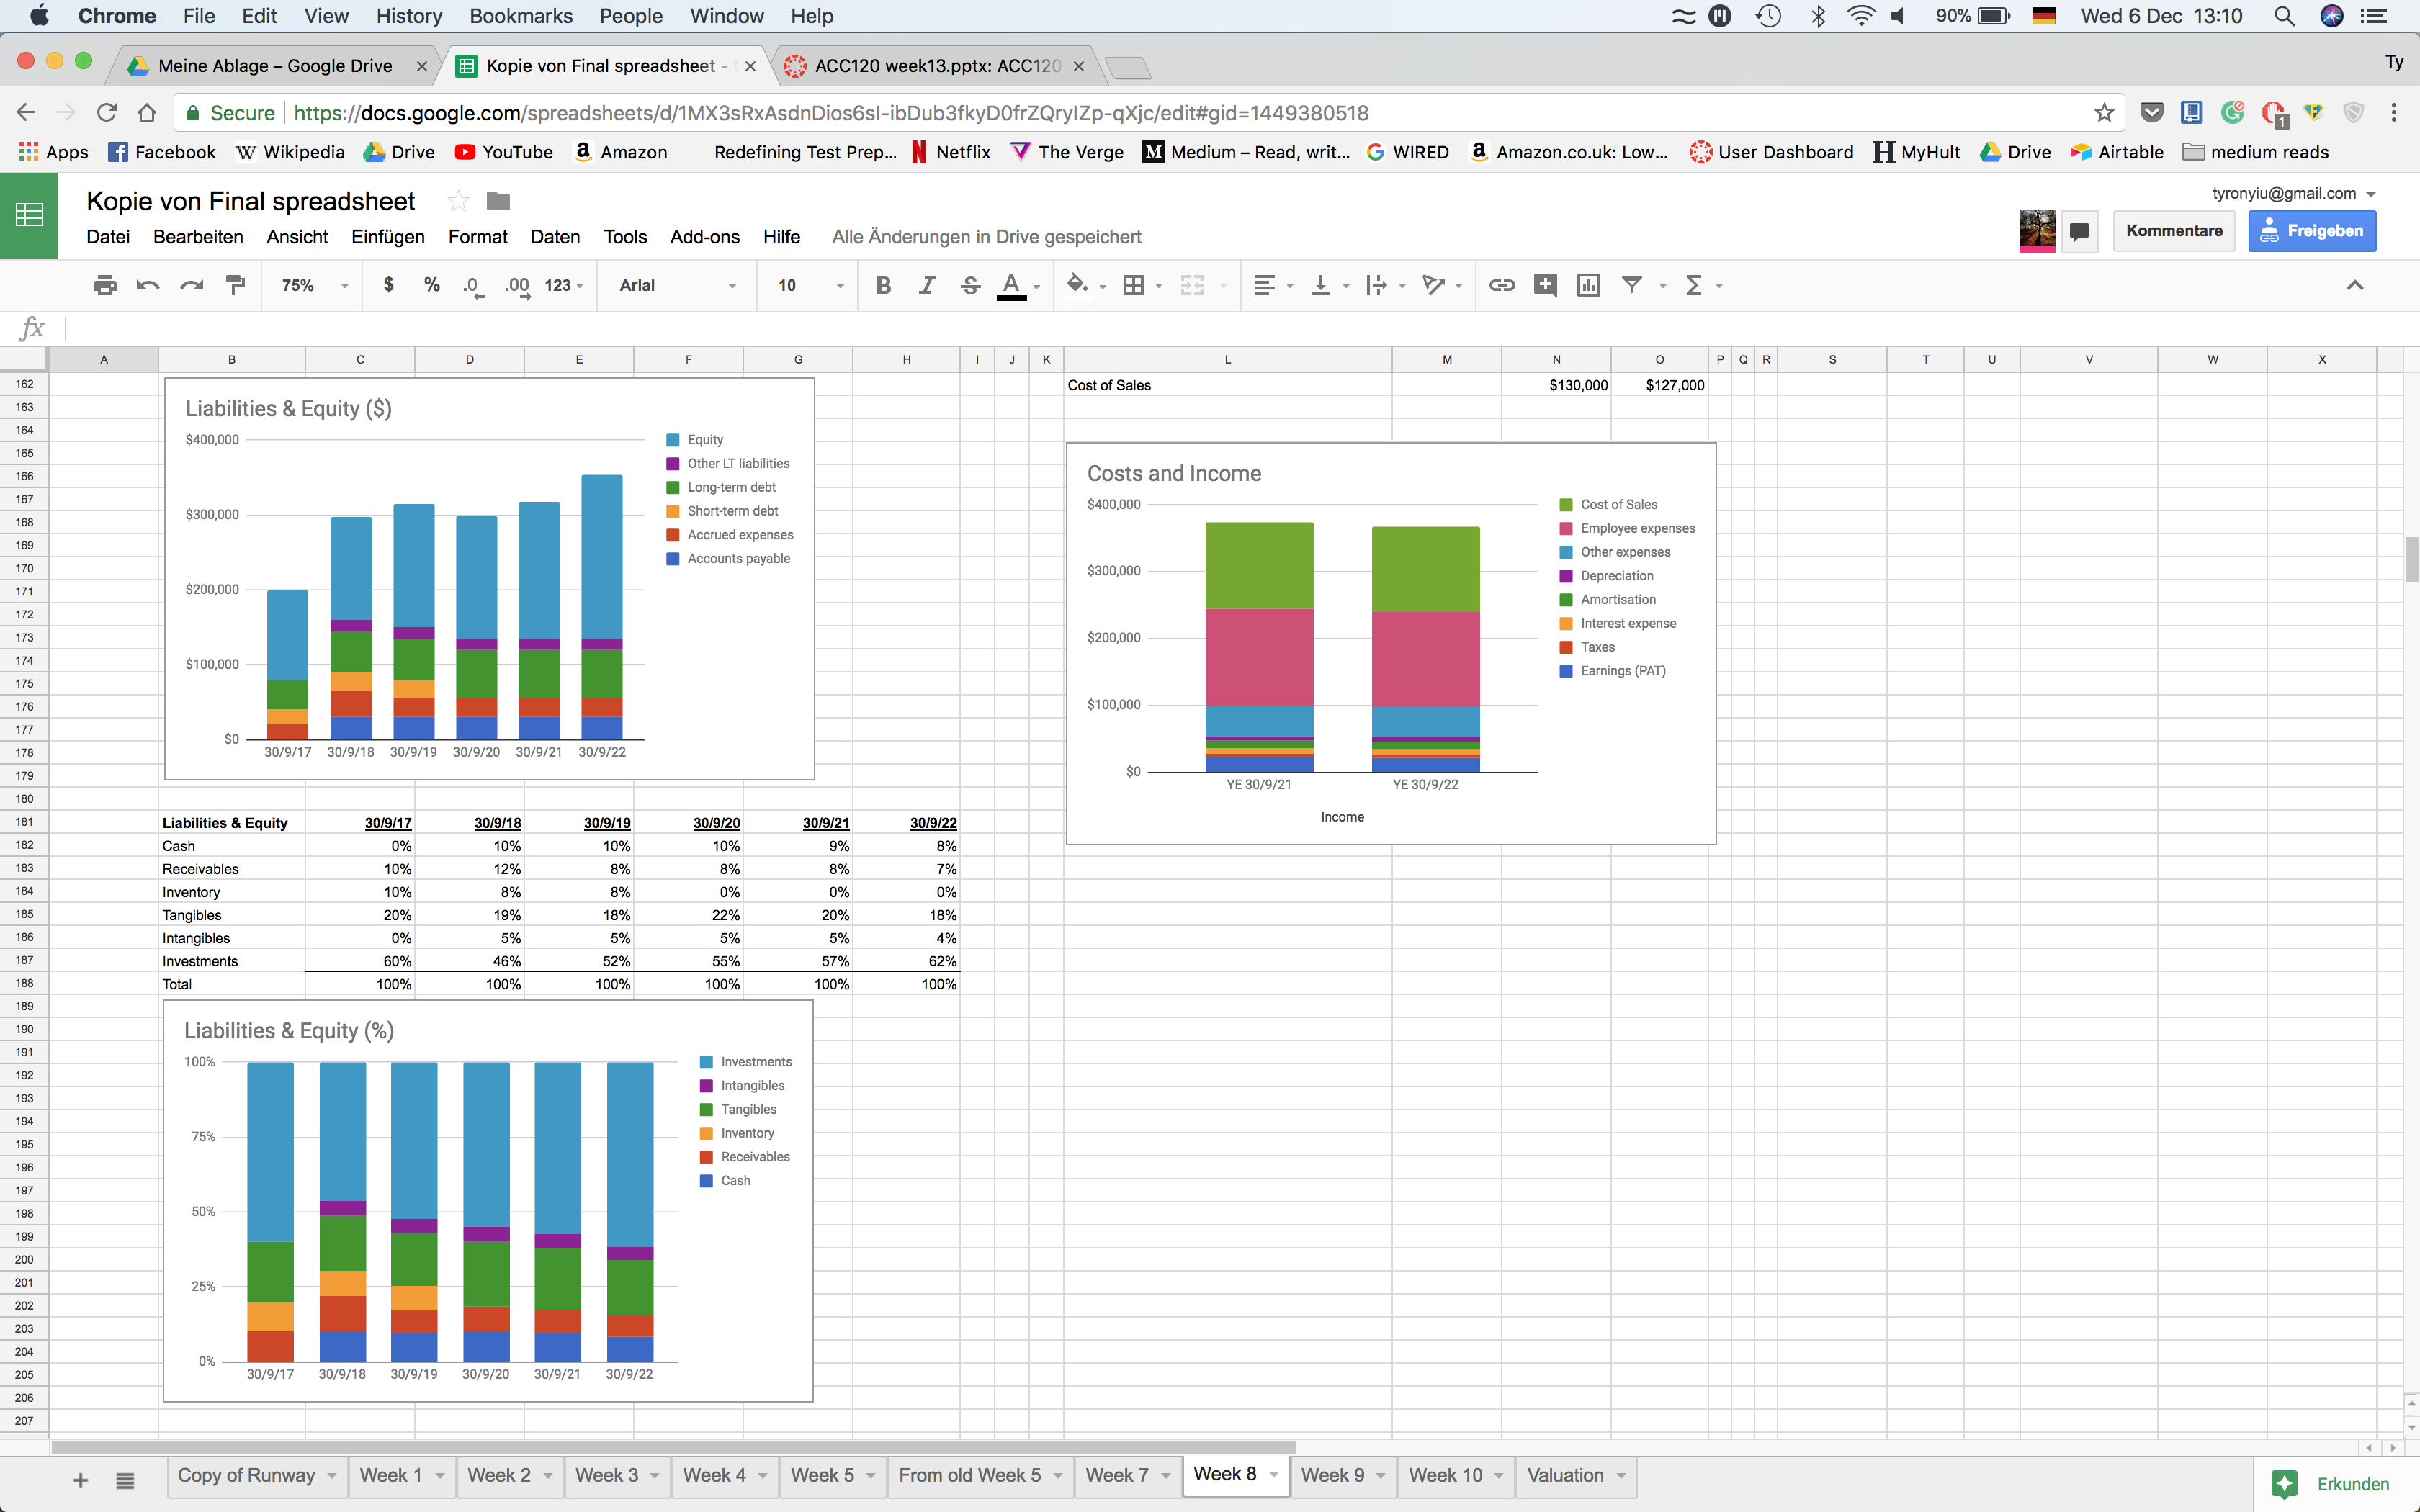 Chrome File Edit View History Bookmarks People Window Help 90% Wed 6 Dec 13:10
Meine Ablage – Google Drive Kopie von Final spreadsheet - ACC120 week13.pptx: ACC120 Ty
Secure https://docs.google.com/spreadsheets/d/1MX3sRxAsdnDios6sI-ibDub3fkyD0frZQryIZp-qXjc/edit#gid=1449380518
Apps Facebook Wikipedia Drive YouTube Amazon Redefining Test Prep... Netflix The Verge Medium – Read, writ... WIRED Amazon.co.uk: Low... User Dashboard MyHult Drive Airtable medium reads
Kopie von Final spreadsheet tyronyiu@gmail.com
Datei Bearbeiten Ansicht Einfügen Format Daten Tools Add-ons Hilfe Alle Änderungen in Drive gespeichert Kommentare Freigeben
75% $ % .0 .00 123 Arial 10 B I S A
fx
A B C D E F G H I J K L M N O P Q R S T U V W X
162 Cost of Sales $130,000 $127,000
163
164
165
166
167
168
169
170
171
172
173
174
175
176
177
178
179
180
Liabilities & Equity ($)
$400,000
$300,000
$200,000
$100,000
$0
30/9/17 30/9/18 30/9/19 30/9/20 30/9/21 30/9/22
Equity
Other LT liabilities
Long-term debt
Short-term debt
Accrued expenses
Accounts payable
Costs and Income
$400,000
$300,000
$200,000
$100,000
$0
YE 30/9/21 YE 30/9/22
Income
Cost of Sales
Employee expenses
Other expenses
Depreciation
Amortisation
Interest expense
Taxes
Earnings (PAT)
181 Liabilities & Equity 30/9/17 30/9/18 30/9/19 30/9/20 30/9/21 30/9/22
182 Cash 0% 10% 10% 10% 9% 8%
183 Receivables 10% 12% 8% 8% 8% 7%
184 Inventory 10% 8% 8% 0% 0% 0%
185 Tangibles 20% 19% 18% 22% 20% 18%
186 Intangibles 0% 5% 5% 5% 5% 4%
187 Investments 60% 46% 52% 55% 57% 62%
188 Total 100% 100% 100% 100% 100% 100%
189
190
191
192
193
194
195
196
197
198
199
200
201
202
203
204
205
206
207
Liabilities & Equity (%)
100%
75%
50%
25%
0%
30/9/17 30/9/18 30/9/19 30/9/20 30/9/21 30/9/22
Investments
Intangibles
Tangibles
Inventory
Receivables
Cash
+ Copy of Runway Week 1 Week 2 Week 3 Week 4 Week 5 From old Week 5 Week 7 Week 8 Week 9 Week 10 Valuation Erkunden